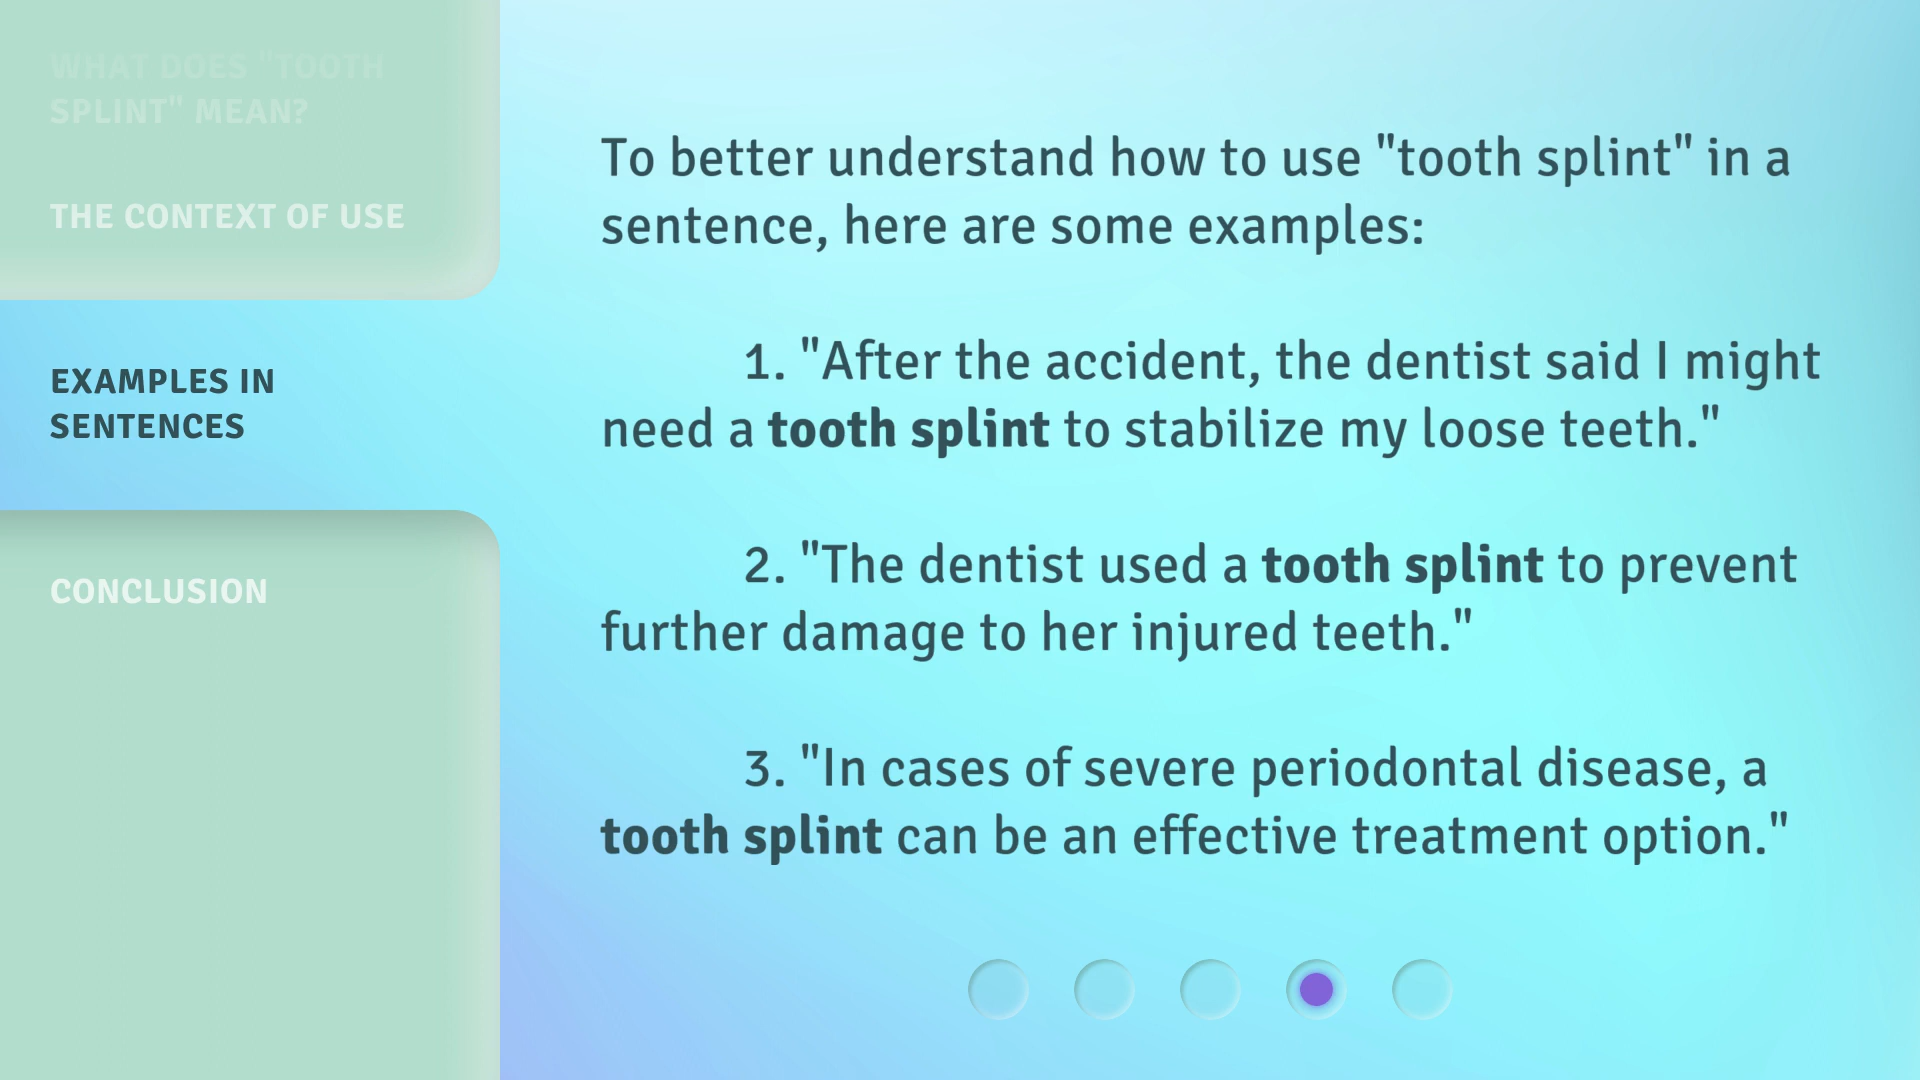 WHAT DOES "TOOTH
SPLINT" MEAN?
THE CONTEXT OF USE
EXAMPLES IN
SENTENCES
CONCLUSION
To better understand how to use "tooth splint" in a
sentence, here are some examples:
1. "After the accident, the dentist said I might
need a tooth splint to stabilize my loose teeth."
2. "The dentist used a tooth splint to prevent
further damage to her injured teeth."
3. "In cases of severe periodontal disease, a
tooth splint can be an effective treatment option."